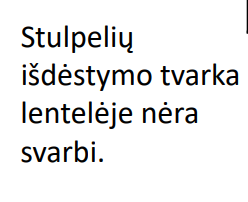 Stulpelių
išdėstymo tvarka
lentelėje nėra
svarbi.